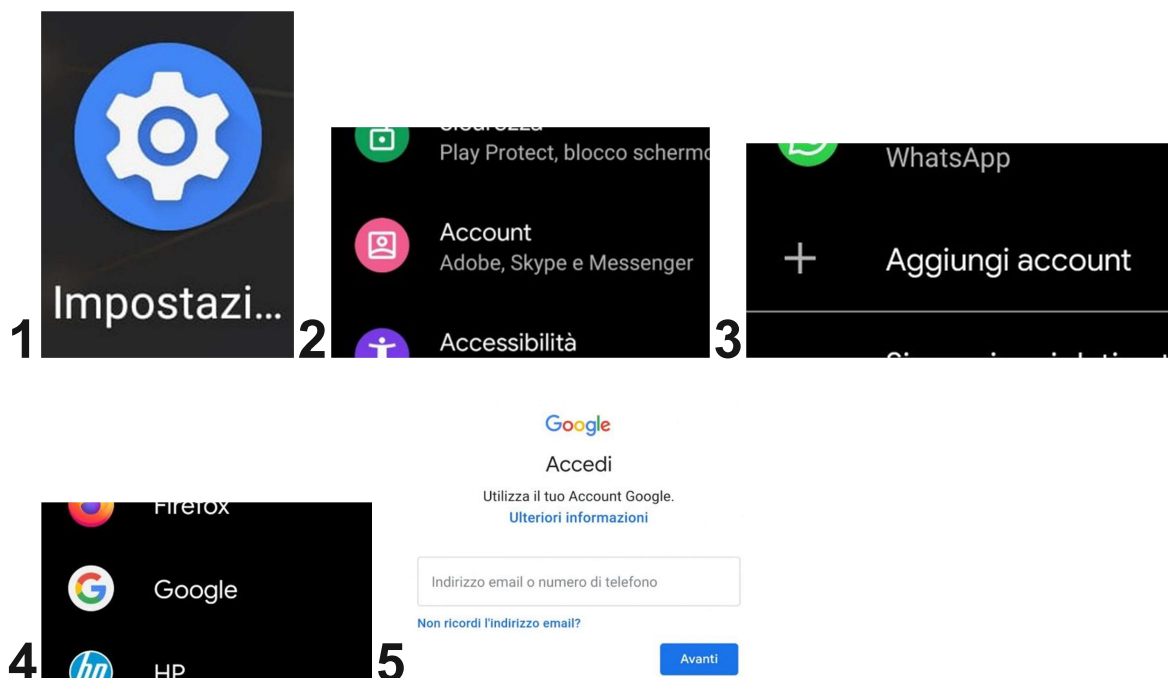 1
Impostazi...
2
Play Protect, blocco scherm
Account
Adobe, Skype e Messenger
Accessibilità
3
WhatsApp
Aggiungi account
4
Firefox
Google
HP
5
Google
Accedi
Utilizza il tuo Account Google.
Ulteriori informazioni
Indirizzo email o numero di telefono
Non ricordi l'indirizzo email?
Avanti